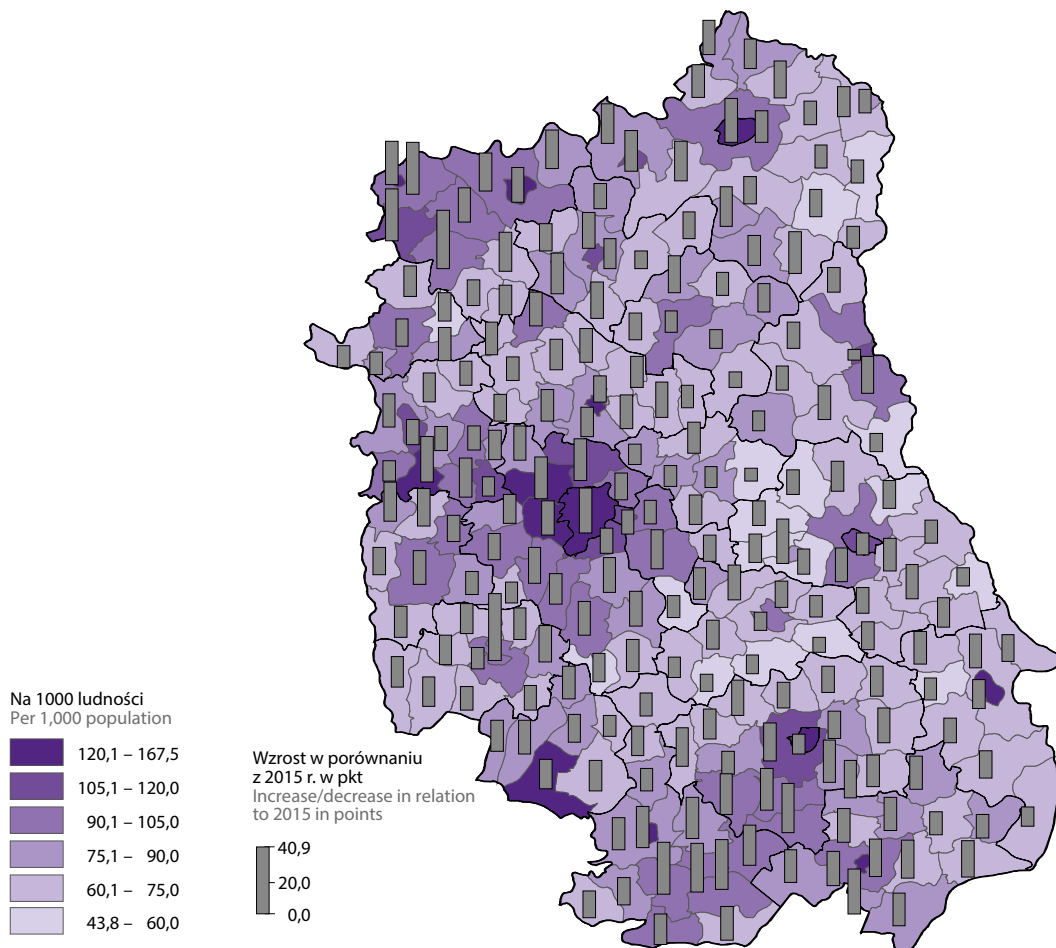 Na 1000 ludności
Per 1,000 population
120,1 – 167,5
105,1 – 120,0
90,1 – 105,0
75,1 – 90,0
60,1 – 75,0
43,8 – 60,0
Wzrost w porównaniu
z 2015 r. w pkt
Increase/decrease in relation
to 2015 in points
40,9
20,0
0,0